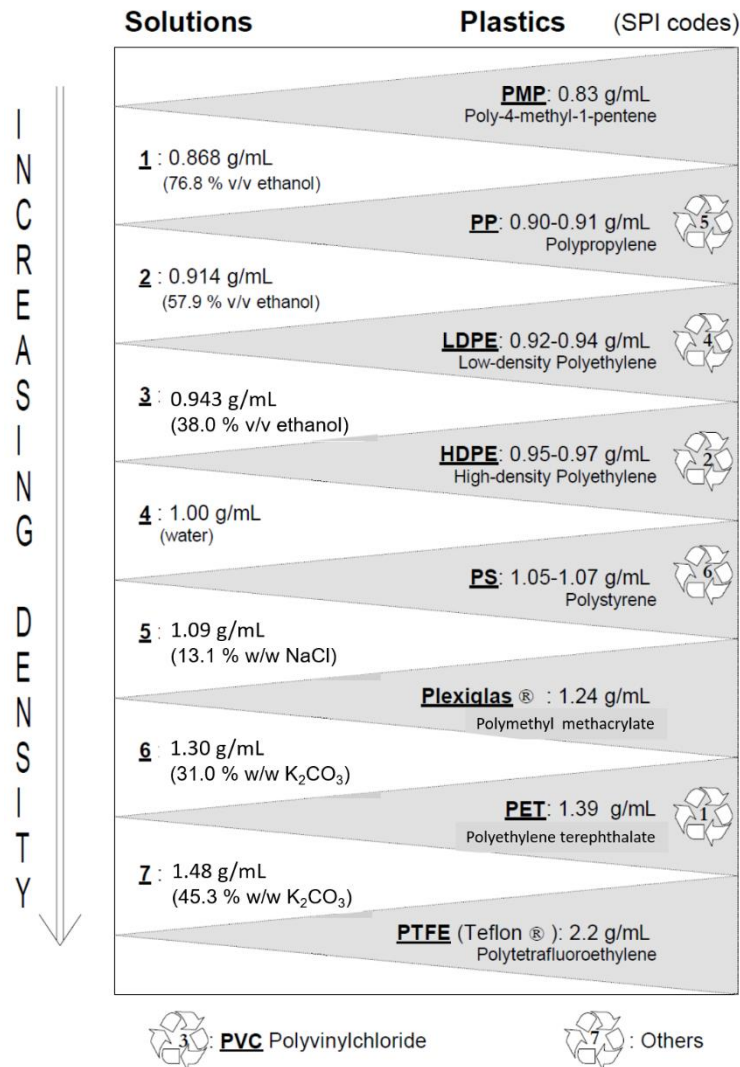 Solutions Plastics (SPI codes)
INCREASING DENSITY
PMP: 0.83 g/mL
Poly-4-methyl-1-pentene
1 : 0.868 g/mL
(76.8 % v/v ethanol)
PP: 0.90-0.91 g/mL
Polypropylene
5
2 : 0.914 g/mL
(57.9 % v/v ethanol)
LDPE: 0.92-0.94 g/mL
Low-density Polyethylene
4
3 : 0.943 g/mL
(38.0 % v/v ethanol)
HDPE: 0.95-0.97 g/mL
High-density Polyethylene
2
4 : 1.00 g/mL
(water)
PS: 1.05-1.07 g/mL
Polystyrene
6
5 : 1.09 g/mL
(13.1 % w/w NaCl)
Plexiglas ® : 1.24 g/mL
Polymethyl methacrylate
6 : 1.30 g/mL
(31.0 % w/w K₂CO₃)
PET: 1.39 g/mL
Polyethylene terephthalate
1
7 : 1.48 g/mL
(45.3 % w/w K₂CO₃)
PTFE (Teflon ® ): 2.2 g/mL
Polytetrafluoroethylene
3 : PVC Polyvinylchloride
7 : Others